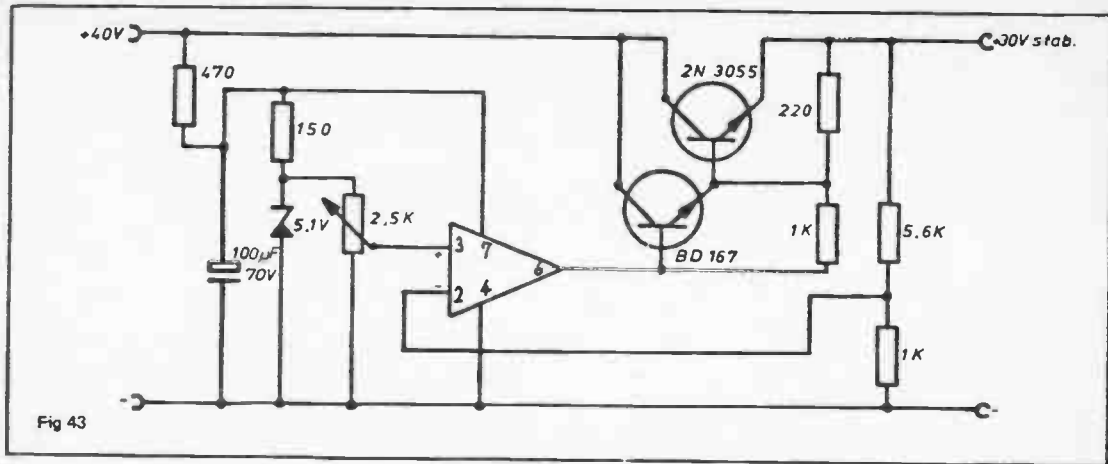 +40V
+30V stab.
470
2N 3055
150
220
5,1V
2,5K
1K
5.6K
3
7
+
6
BD 167
100µF
70V
-
2
4
1K
-
-
Fig 43